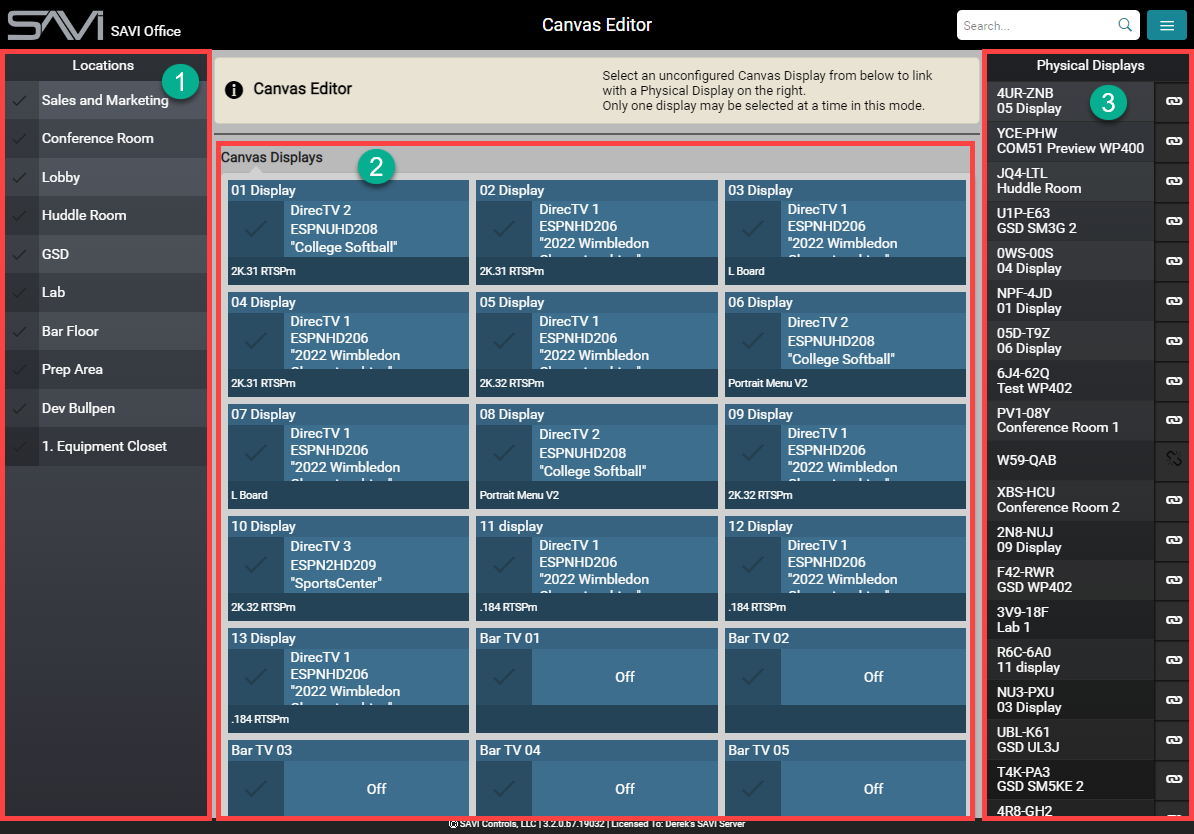 SAVI SAVI Office
Canvas Editor
Search...
Locations
1
Sales and Marketing
Conference Room
Lobby
Huddle Room
GSD
Lab
Bar Floor
Prep Area
Dev Bullpen
1. Equipment Closet
Canvas Editor
Select an unconfigured Canvas Display from below to link
with a Physical Display on the right.
Only one display may be selected at a time in this mode.
Canvas Displays
2
01 Display
DirecTV 2
ESPNUHD208
"College Softball"
2K.31 RTSPm
02 Display
DirecTV 1
ESPNHD206
"2022 Wimbledon
2K.31 RTSPm
03 Display
DirecTV 1
ESPNHD206
"2022 Wimbledon
L Board
04 Display
DirecTV 1
ESPNHD206
"2022 Wimbledon
2K.31 RTSPm
05 Display
DirecTV 1
ESPNHD206
"2022 Wimbledon
2K.32 RTSPm
06 Display
DirecTV 2
ESPNUHD208
"College Softball"
Portrait Menu V2
07 Display
DirecTV 1
ESPNHD206
"2022 Wimbledon
L Board
08 Display
DirecTV 2
ESPNUHD208
"College Softball"
Portrait Menu V2
09 Display
DirecTV 1
ESPNHD206
"2022 Wimbledon
2K.32 RTSPm
10 Display
DirecTV 3
ESPN2HD209
"SportsCenter"
2K.32 RTSPm
11 display
DirecTV 1
ESPNHD206
"2022 Wimbledon
.184 RTSPm
12 Display
DirecTV 1
ESPNHD206
"2022 Wimbledon
.184 RTSPm
13 Display
DirecTV 1
ESPNHD206
"2022 Wimbledon
.184 RTSPm
Bar TV 01
Off
Bar TV 02
Off
Bar TV 03
Off
Bar TV 04
Off
Bar TV 05
Off
Physical Displays
3
4UR-ZNB
05 Display
YCE-PHW
COM51 Preview WP400
JQ4-LTL
Huddle Room
U1P-E63
GSD SM3G 2
0WS-00S
04 Display
NPF-4JD
01 Display
05D-T9Z
06 Display
6J4-62Q
Test WP402
PV1-08Y
Conference Room 1
W59-QAB
XBS-HCU
Conference Room 2
2N8-NUJ
09 Display
F42-RWR
GSD WP402
3V9-18F
Lab 1
R6C-6A0
11 display
NU3-PXU
03 Display
UBL-K61
GSD UL3J
T4K-PA3
GSD SM5KE 2
4R8-GH2
© SAVI Controls, LLC | 3.2.0.b7.19032 | Licensed To: Derek's SAVI Server